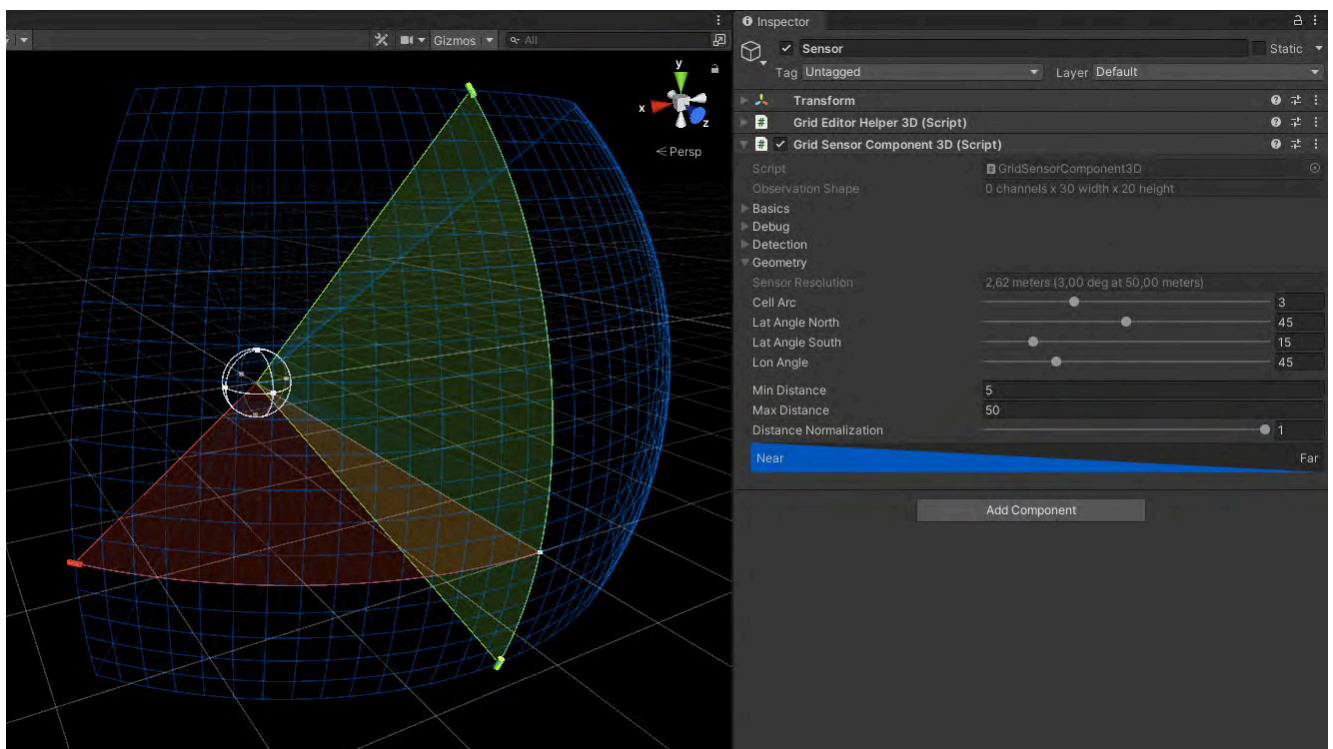 Inspector
Gizmos
All
Sensor
Static
Tag Untagged
Layer Default
y
x
z
Persp
Transform
# Grid Editor Helper 3D (Script)
# Grid Sensor Component 3D (Script)
Script
# GridSensorComponent3D
Observation Shape
0 channels x 30 width x 20 height
Basics
Debug
Detection
Geometry
Sensor Resolution
2,62 meters (3,00 deg at 50,00 meters)
Cell Arc
3
Lat Angle North
45
Lat Angle South
15
Lon Angle
45
Min Distance
5
Max Distance
50
Distance Normalization
1
Near
Far
Add Component